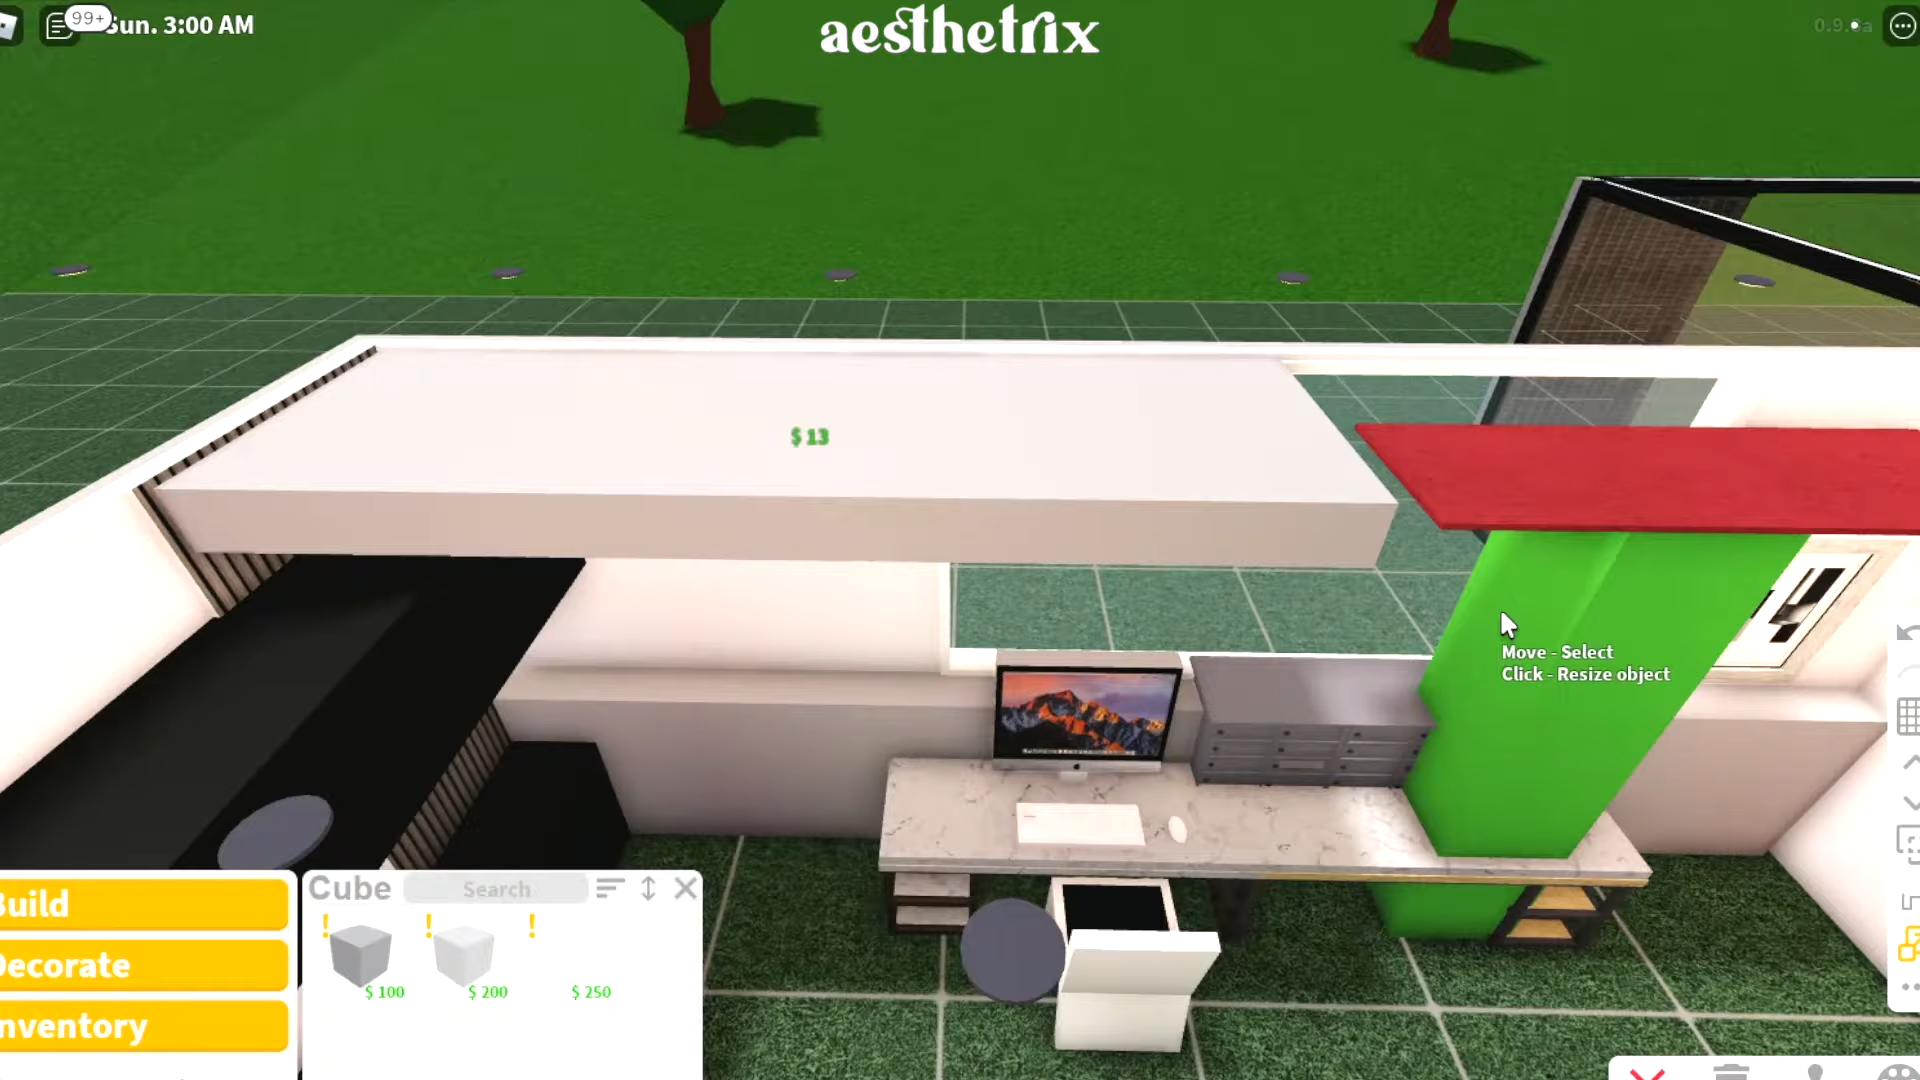 99+
Sun. 3:00 AM
aesthetrix
$ 13
Move - Select
Click - Resize object
Build
Decorate
Inventory
Cube
Search
! ! !
$ 100
$ 200
$ 250